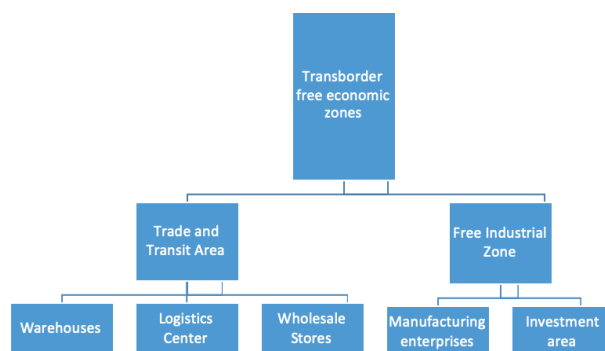 Transborder
free economic
zones
Trade and
Transit Area
Free Industrial
Zone
Warehouses
Logistics
Center
Wholesale
Stores
Manufacturing
enterprises
Investment
area